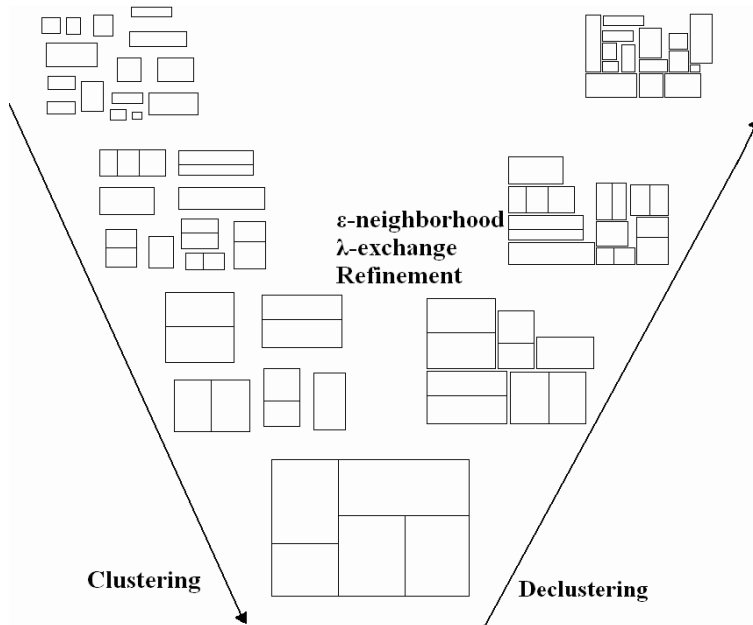 ε-neighborhood
λ-exchange
Refinement
Clustering
Declustering